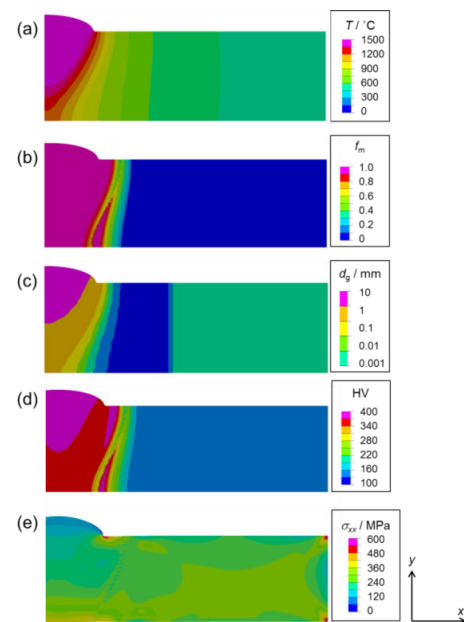 (a)
T / °C
1500
1200
900
600
300
0
(b)
fm
1.0
0.8
0.6
0.4
0.2
0
(c)
dg / mm
10
1
0.1
0.01
0.001
(d)
HV
400
340
280
220
160
100
(e)
σxx / MPa
600
480
360
240
120
0
y
x